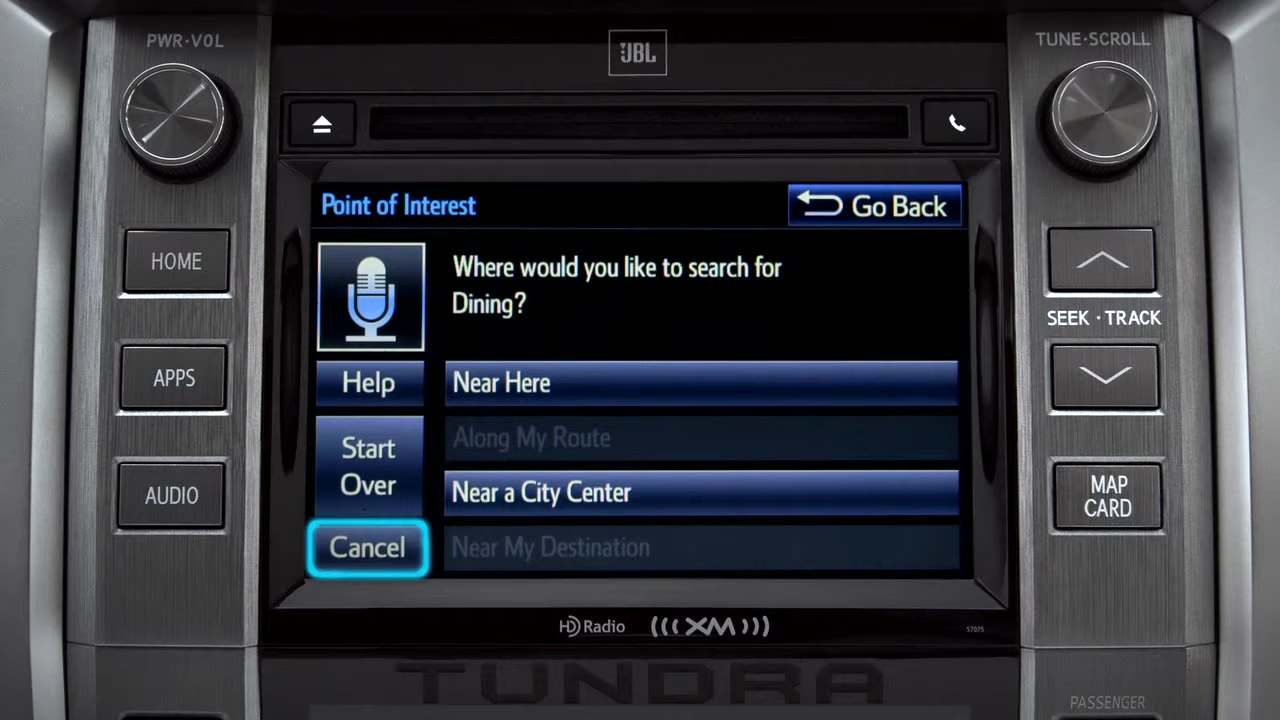 PWR·VOL
JBL
TUNE·SCROLL
Point of Interest
Go Back
HOME
Where would you like to search for
Dining?
SEEK · TRACK
Help
Near Here
APPS
Along My Route
Start
Over
Near a City Center
AUDIO
MAP
CARD
Cancel
Near My Destination
HD Radio
XM
57075
TUNDRA
PASSENGER